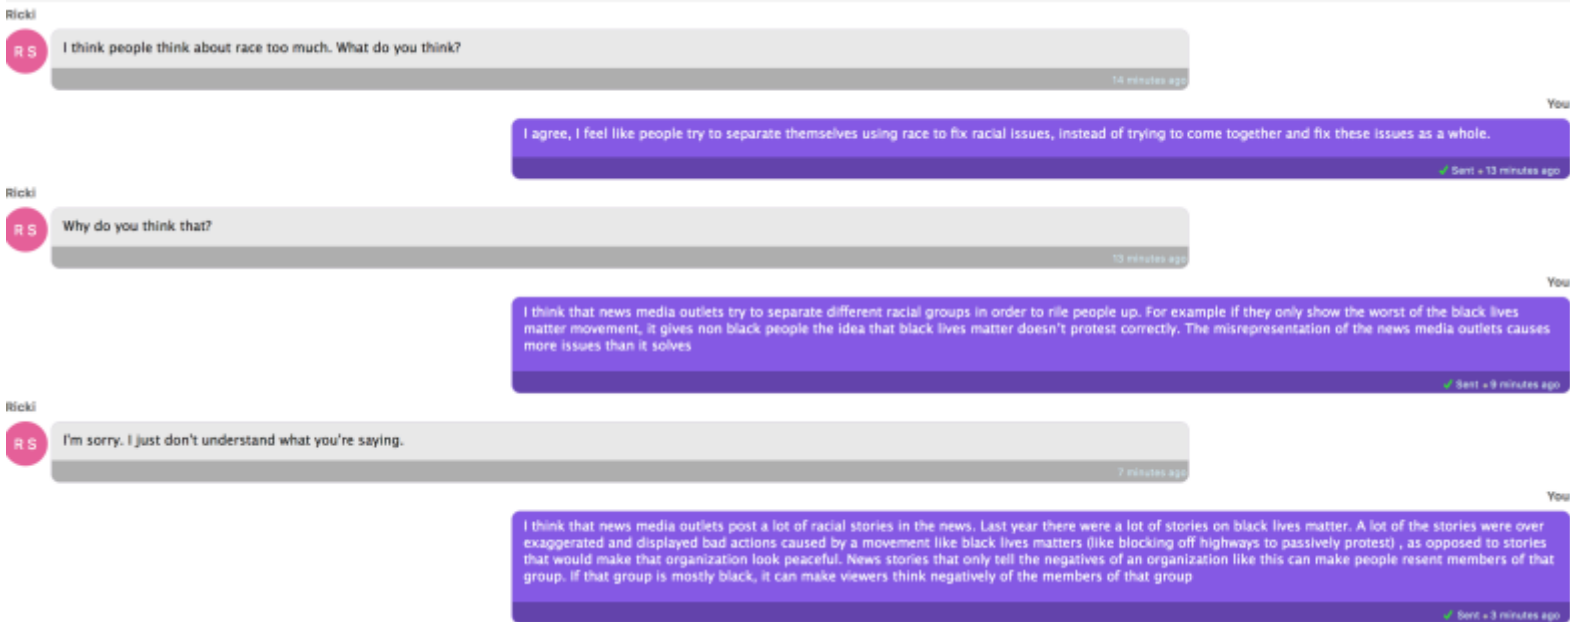 Ricki
R S
I think people think about race too much. What do you think?
14 minutes ago
You
I agree, I feel like people try to separate themselves using race to fix racial issues, instead of trying to come together and fix these issues as a whole.
✓ Sent • 13 minutes ago
Ricki
R S
Why do you think that?
13 minutes ago
You
I think that news media outlets try to separate different racial groups in order to rile people up. For example if they only show the worst of the black lives
matter movement, it gives non black people the idea that black lives matter doesn't protest correctly. The misrepresentation of the news media outlets causes
more issues than it solves
✓ Sent • 9 minutes ago
Ricki
R S
I'm sorry. I just don't understand what you're saying.
7 minutes ago
You
I think that news media outlets post a lot of racial stories in the news. Last year there were a lot of stories on black lives matter. A lot of the stories were over
exaggerated and displayed bad actions caused by a movement like black lives matters (like blocking off highways to passively protest) , as opposed to stories
that would make that organization look peaceful. News stories that only tell the negatives of an organization like this can make people resent members of that
group. If that group is mostly black, it can make viewers think negatively of the members of that group
✓ Sent • 3 minutes ago